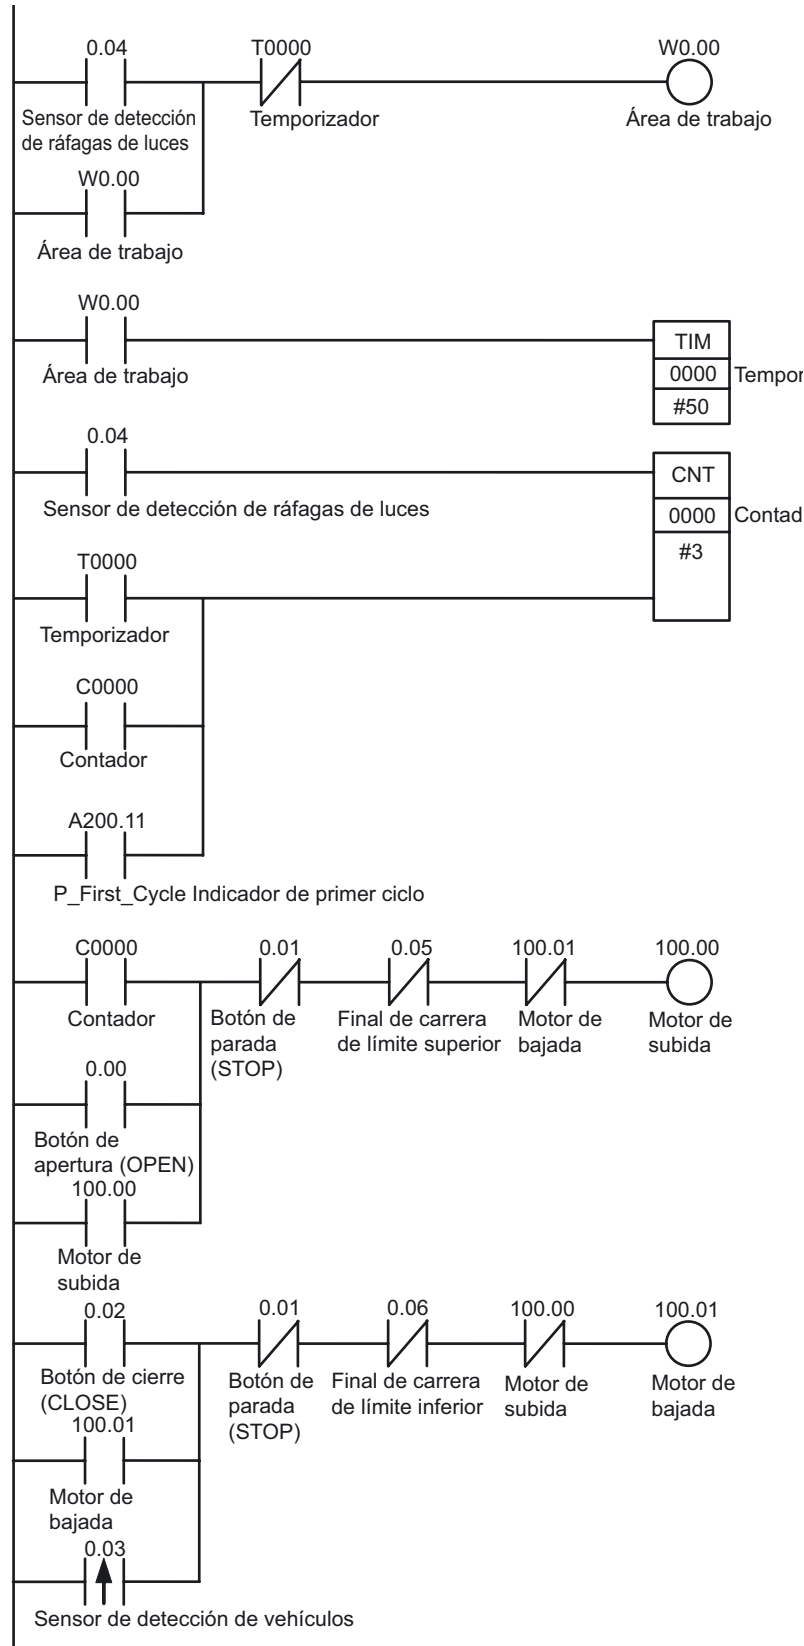 0.04 T0000 W0.00
Sensor de detección
de ráfagas de luces
Temporizador Área de trabajo
W0.00
Área de trabajo
W0.00
Área de trabajo
TIM
0000 Tempor
#50
0.04
Sensor de detección de ráfagas de luces
CNT
0000 Contad
#3
T0000
Temporizador
C0000
Contador
A200.11
P_First_Cycle Indicador de primer ciclo
C0000 0.01 0.05 100.01 100.00
Contador
Botón de
parada
(STOP)
Final de carrera
de límite superior
Motor de
bajada
Motor de
subida
0.00
Botón de
apertura (OPEN)
100.00
Motor de
subida
0.02 0.01 0.06 100.00 100.01
Botón de cierre
(CLOSE)
Botón de
parada
(STOP)
Final de carrera
de límite inferior
Motor de
subida
Motor de
bajada
100.01
Motor de
bajada
0.03
Sensor de detección de vehículos